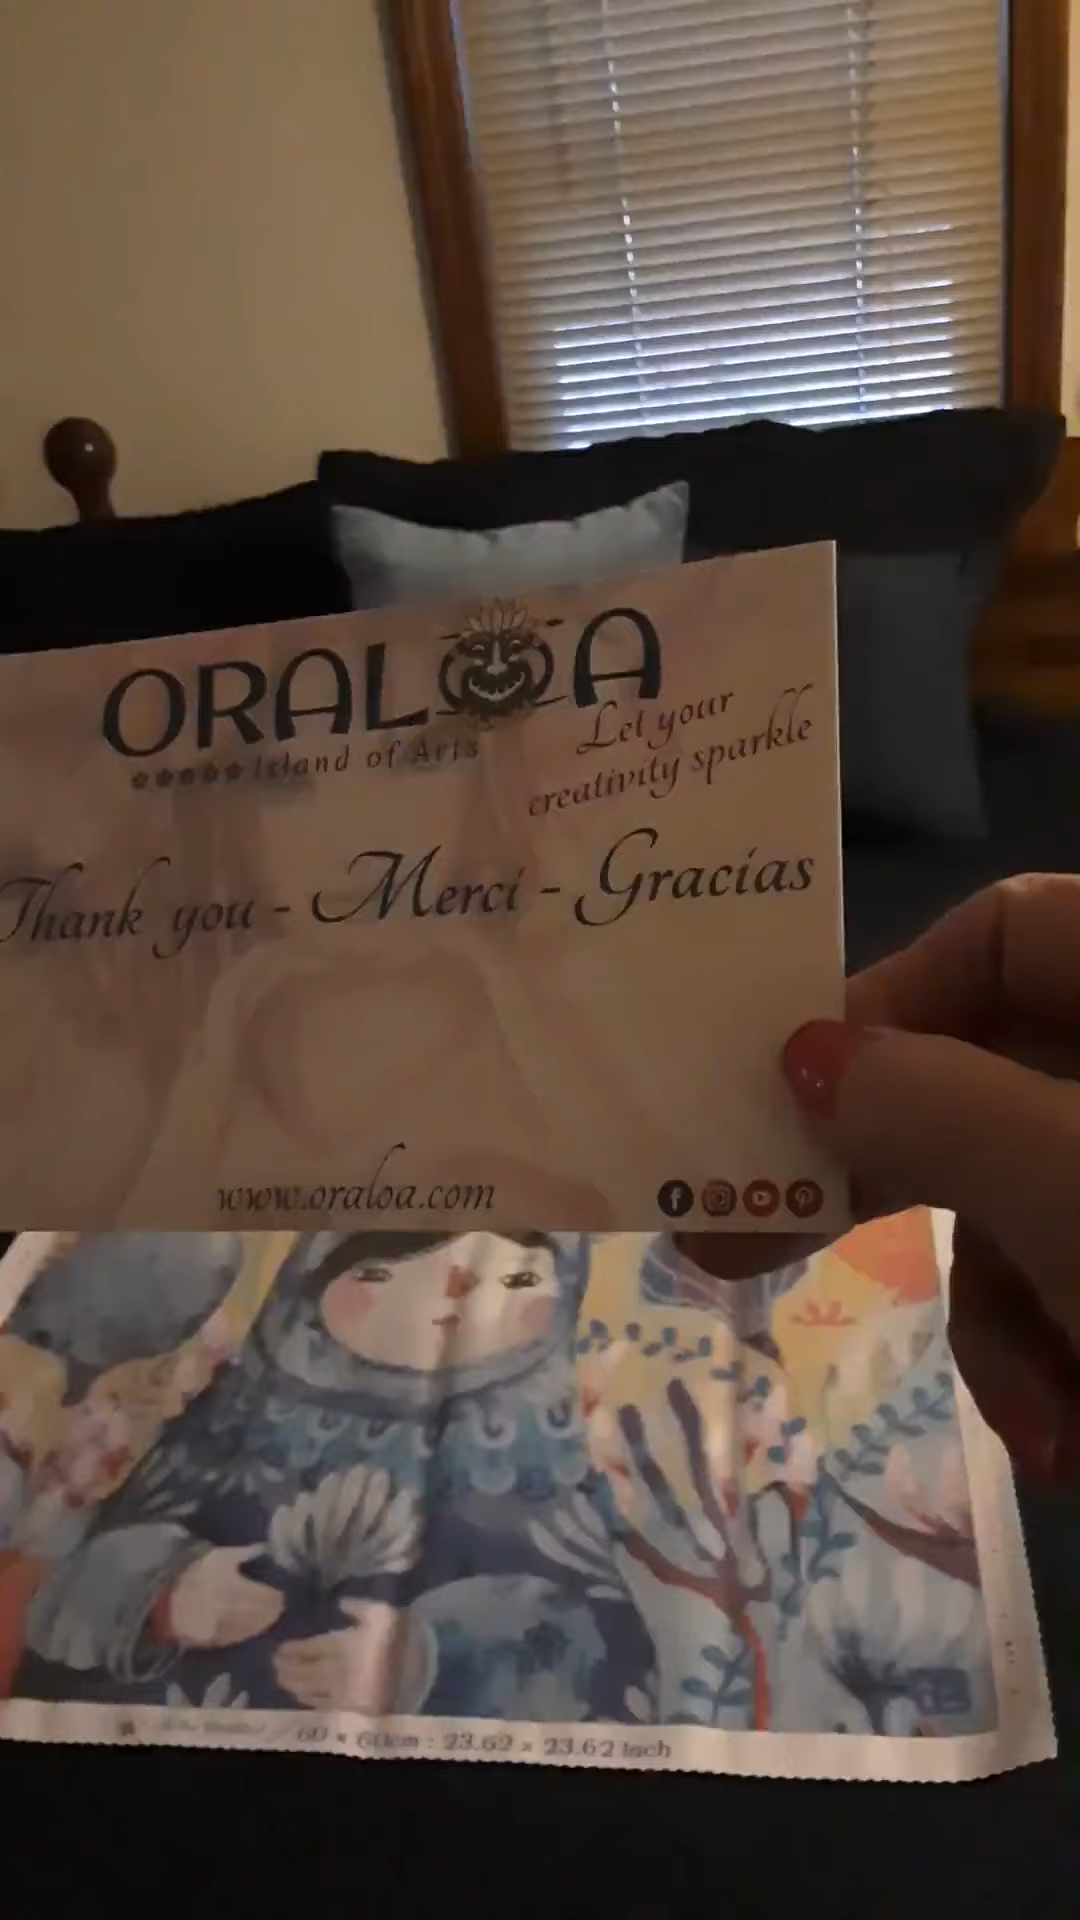 ORALOA
Island of Arts
Let your
creativity sparkle
Thank you - Merci - Gracias
www.oraloa.com
60 x 60cm : 23.62 x 23.62 inch